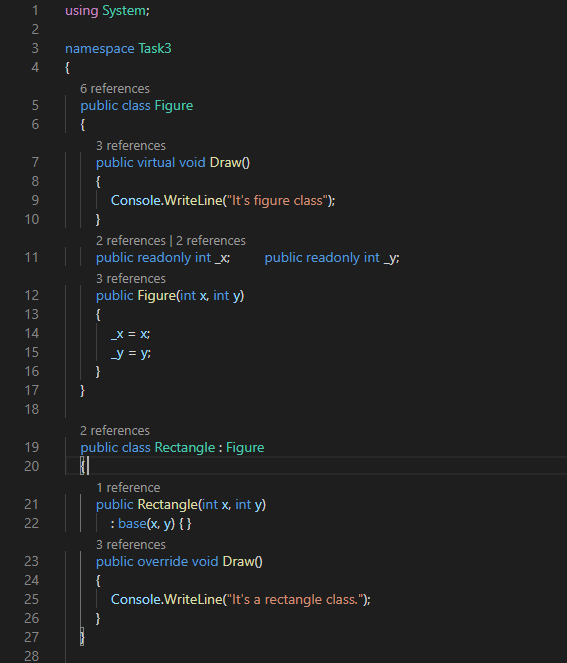 1 using System;
2
3 namespace Task3
4 {
6 references
5 public class Figure
6 {
3 references
7 public virtual void Draw()
8 {
9 Console.WriteLine("It's figure class");
10 }
2 references | 2 references
11 public readonly int _x; public readonly int _y;
3 references
12 public Figure(int x, int y)
13 {
14 _x = x;
15 _y = y;
16 }
17 }
18
2 references
19 public class Rectangle : Figure
20 {
1 reference
21 public Rectangle(int x, int y)
22 : base(x, y) { }
3 references
23 public override void Draw()
24 {
25 Console.WriteLine("It's a rectangle class.");
26 }
27 }
28